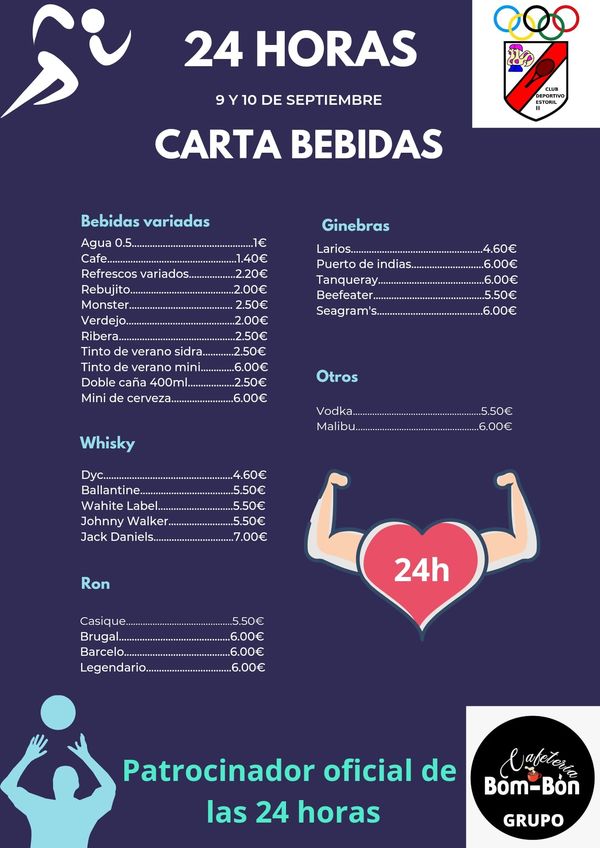 24 HORAS
9 Y 10 DE SEPTIEMBRE
CARTA BEBIDAS
CLUB
DEPORTIVO
ESTORIL
II
Bebidas variadas
Agua 0.5..............................................1€
Cafe................................................1.40€
Refrescos variados.................2.20€
Rebujito.......................................2.00€
Monster....................................... 2.50€
Verdejo.........................................2.00€
Ribera............................................2.50€
Tinto de verano sidra............2.50€
Tinto de verano mini.............6.00€
Doble caña 400ml..................2.50€
Mini de cerveza.......................6.00€
Whisky
Dyc.................................................4.60€
Ballantine...................................5.50€
Wahite Label............................5.50€
Johnny Walker........................5.50€
Jack Daniels..............................7.00€
Ron
Casique........................................5.50€
Brugal..........................................6.00€
Barcelo........................................6.00€
Legendario................................6.00€
Ginebras
Larios.................................................4.60€
Puerto de indias...........................6.00€
Tanqueray.......................................6.00€
Beefeater.........................................5.50€
Seagram's........................................6.00€
Otros
Vodka................................................5.50€
Malibu..............................................6.00€
24h
Patrocinador oficial de
las 24 horas
Cafetería
Bom-Bón
GRUPO